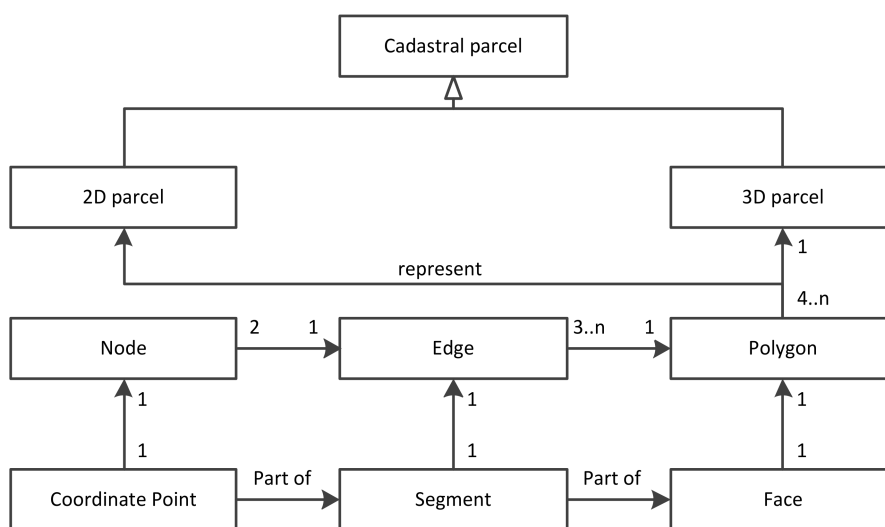 Cadastral parcel
2D parcel
3D parcel
1
represent
4..n
2
1
3..n
1
Node
Edge
Polygon
1
1
1
1
1
1
Part of
Part of
Coordinate Point
Segment
Face